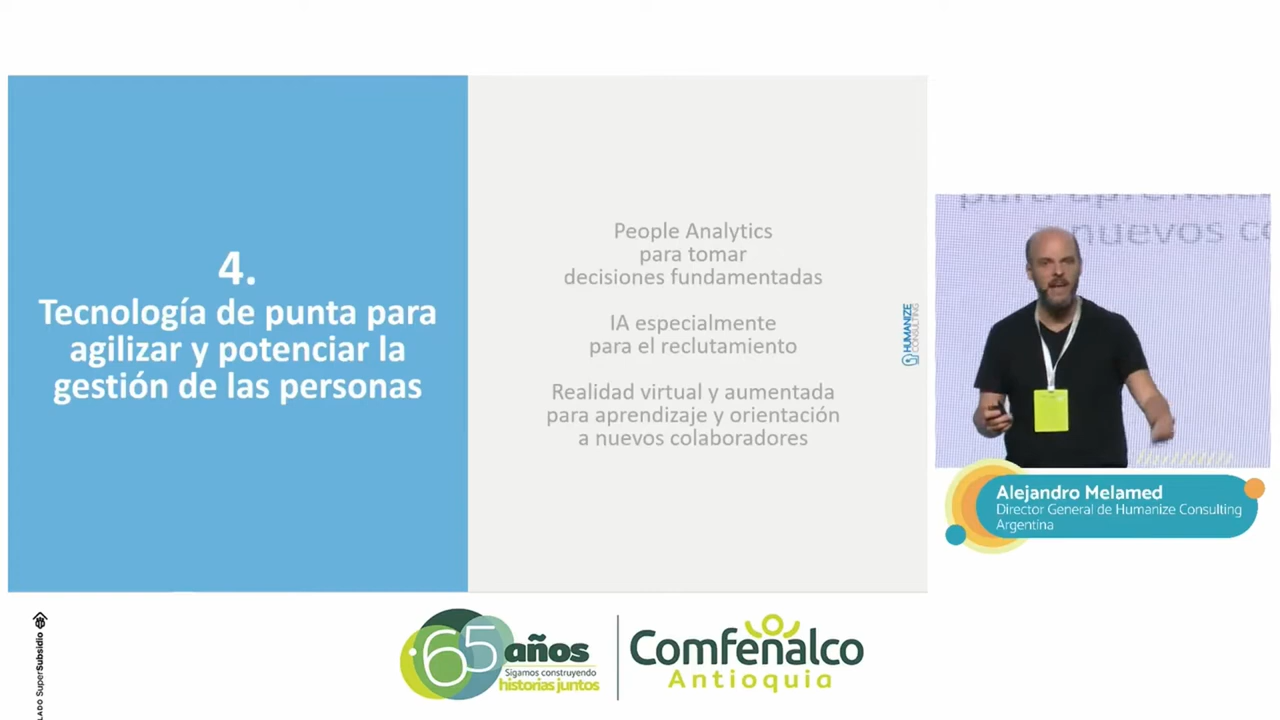 4.
Tecnología de punta para
agilizar y potenciar la
gestión de las personas
People Analytics
para tomar
decisiones fundamentadas
IA especialmente
para el reclutamiento
Realidad virtual y aumentada
para aprendizaje y orientación
a nuevos colaboradores
HUMANIZE
CONSULTING
nuevos co
Alejandro Melamed
Director General de Humanize Consulting
Argentina
LADO SuperSubsidio
65 años
Sigamos construyendo
historias juntos
Comfenalco
Antioquia